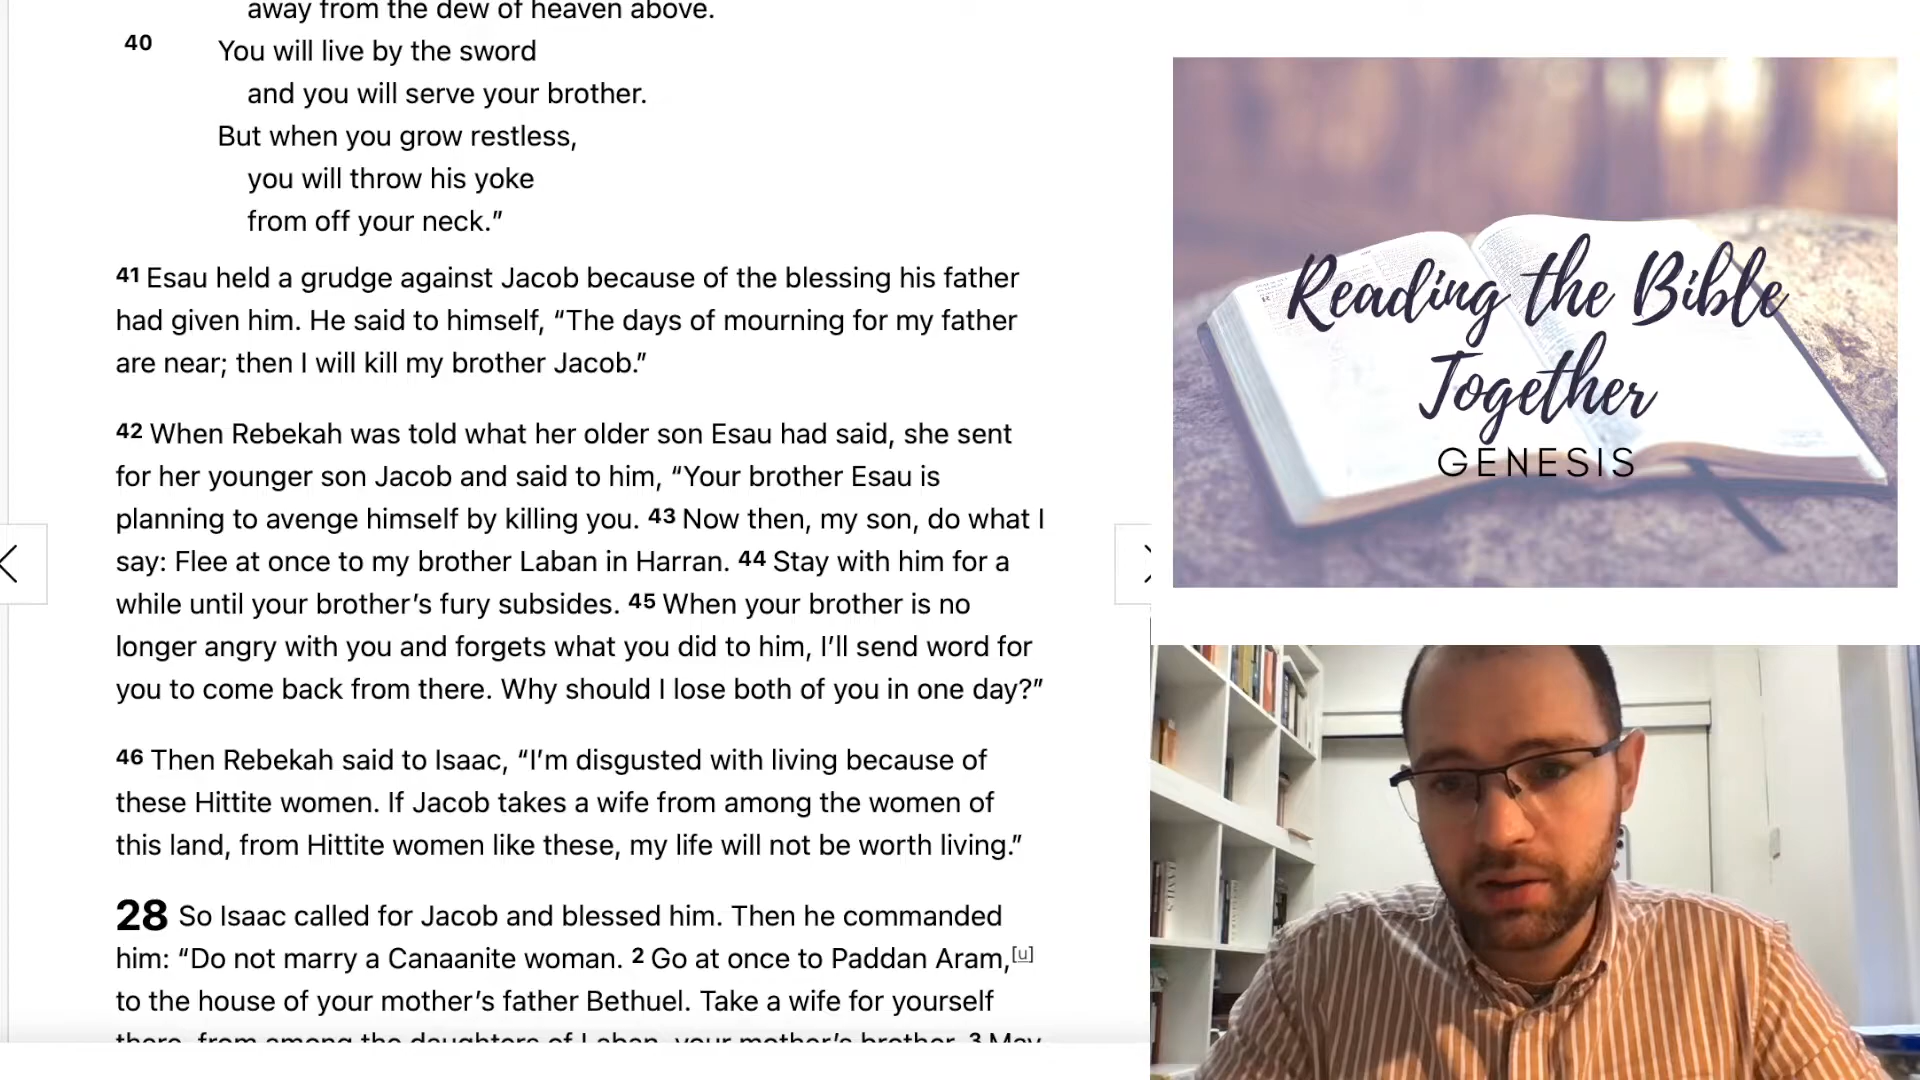 away from the dew of heaven above.
40 You will live by the sword
and you will serve your brother.
But when you grow restless,
you will throw his yoke
from off your neck.”
41 Esau held a grudge against Jacob because of the blessing his father
had given him. He said to himself, “The days of mourning for my father
are near; then I will kill my brother Jacob.”
42 When Rebekah was told what her older son Esau had said, she sent
for her younger son Jacob and said to him, “Your brother Esau is
planning to avenge himself by killing you. 43 Now then, my son, do what I
say: Flee at once to my brother Laban in Harran. 44 Stay with him for a
while until your brother’s fury subsides. 45 When your brother is no
longer angry with you and forgets what you did to him, I’ll send word for
you to come back from there. Why should I lose both of you in one day?”
46 Then Rebekah said to Isaac, “I’m disgusted with living because of
these Hittite women. If Jacob takes a wife from among the women of
this land, from Hittite women like these, my life will not be worth living.”
28 So Isaac called for Jacob and blessed him. Then he commanded
him: “Do not marry a Canaanite woman. 2 Go at once to Paddan Aram,[u]
to the house of your mother’s father Bethuel. Take a wife for yourself
there, from among the daughters of Laban, your mother’s brother. 3 May
Reading the Bible
Together
GENESIS